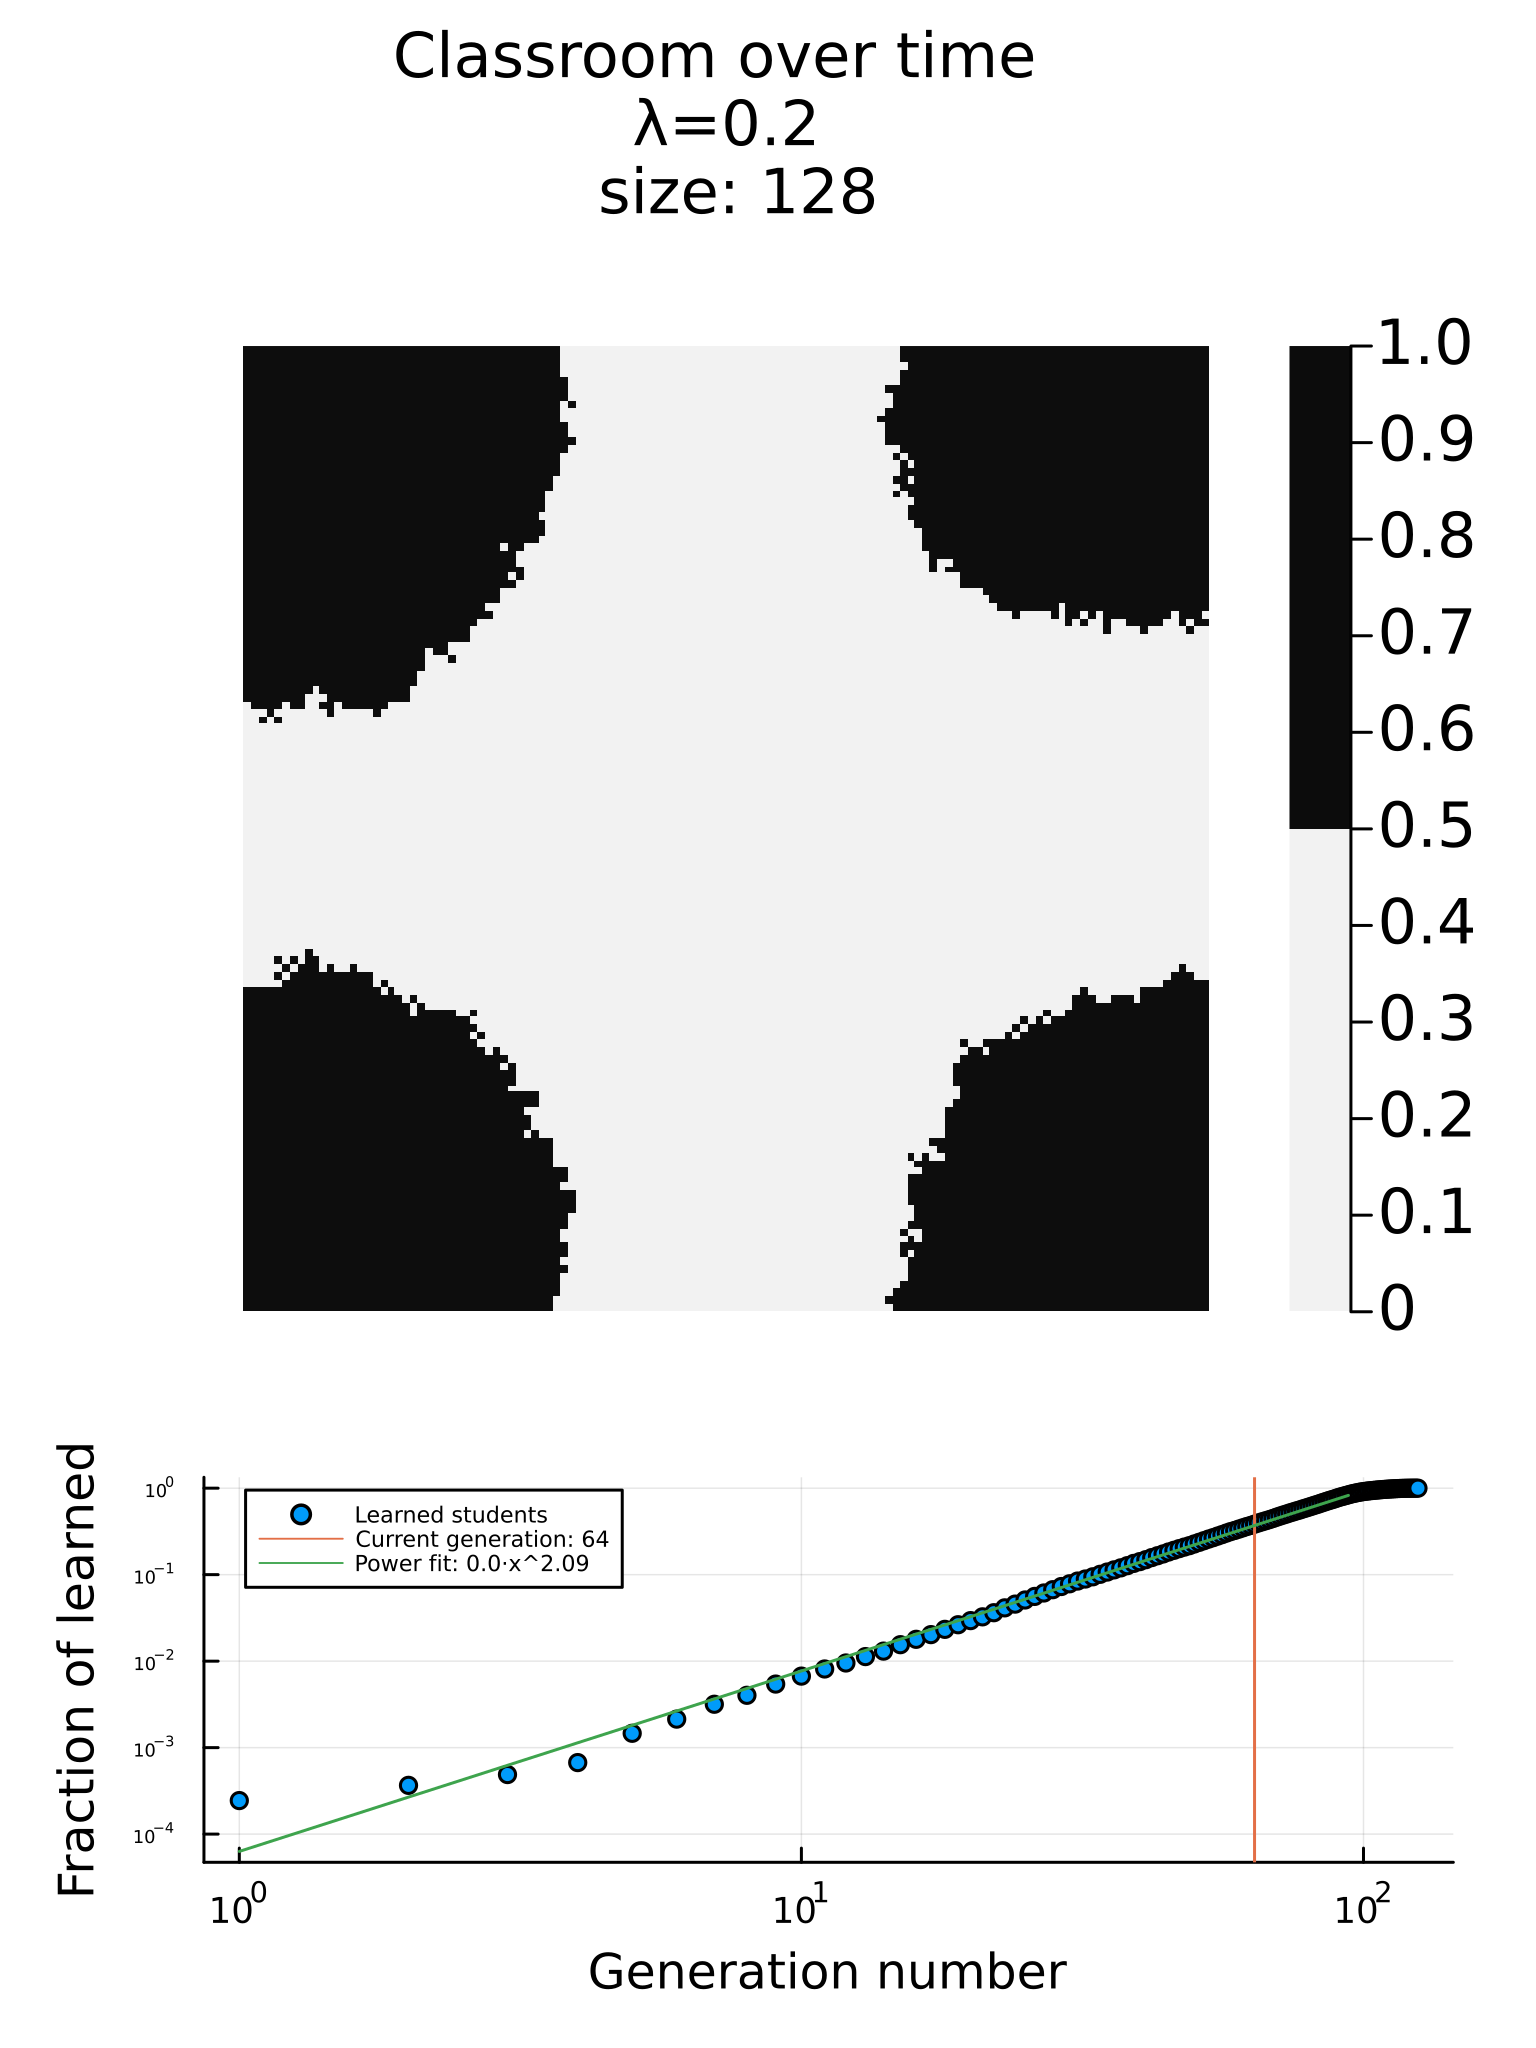 Classroom over time
λ=0.2
size: 128
1.0
0.9
0.8
0.7
0.6
0.5
0.4
0.3
0.2
0.1
0
Fraction of learned
10^0
10^-1
10^-2
10^-3
10^-4
Learned students
Current generation: 64
Power fit: 0.0·x^2.09
10^0 10^1 10^2
Generation number